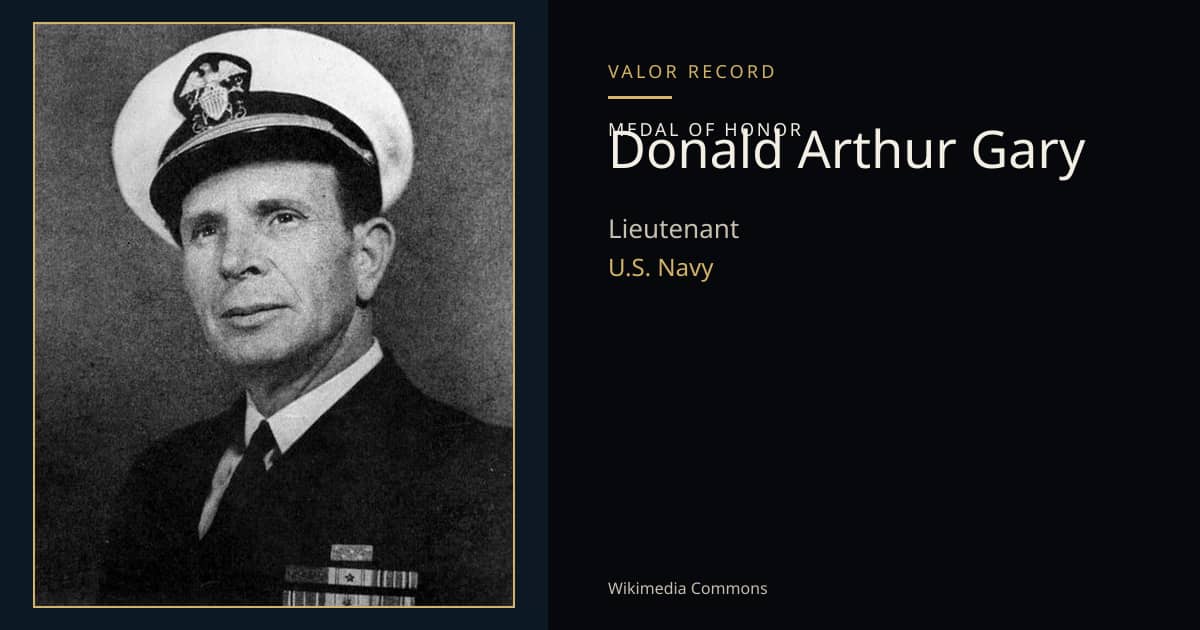 VALOR RECORD
MEDAL OF HONOR
Donald Arthur Gary
Lieutenant
U.S. Navy
Wikimedia Commons